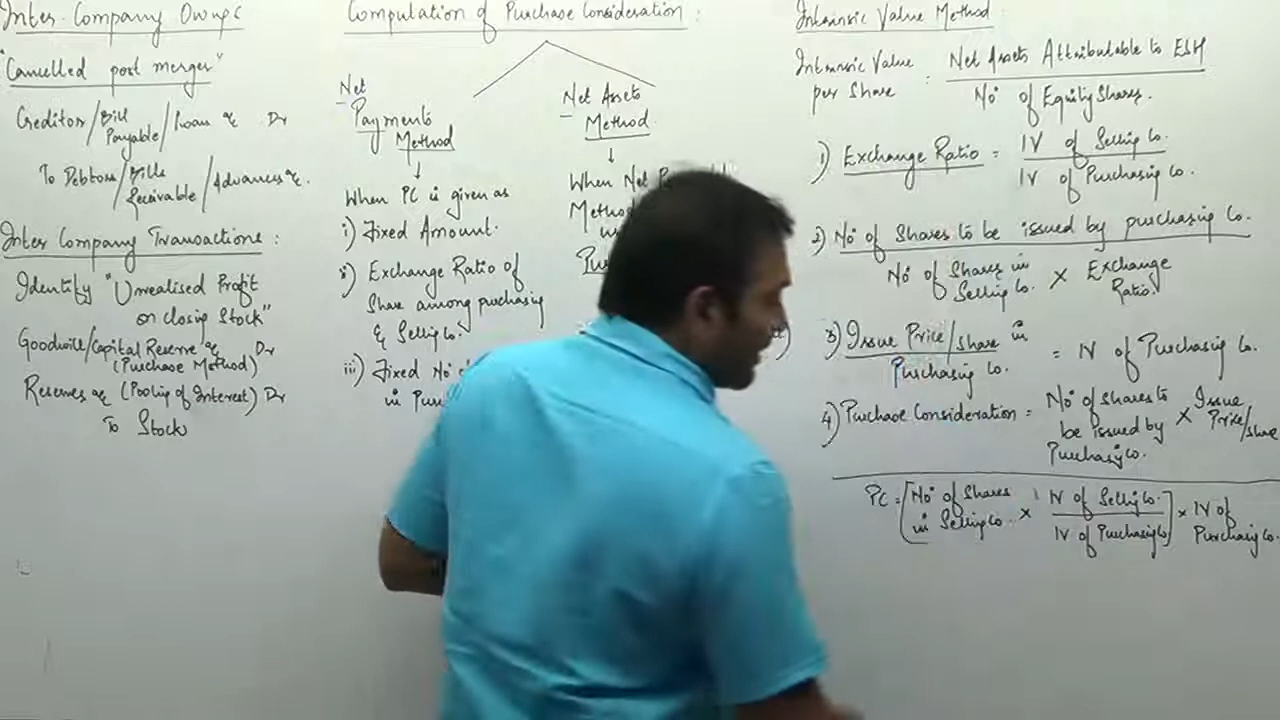 Inter Company Owngs
"Cancelled post merger"
Creditors/Bill Payable/Loan a/c Dr
To Debtors/Bills Receivable/Advances a/c.
Inter Company Transactions:
Identify "Unrealised Profit
on closing Stock"
Goodwill/Capital Reserve a/c Dr
(Purchase Method)
Reserves a/c (Pooling of Interest) Dr
To Stock
Computation of Purchase Consideration:
Net
Payments
Method
↓
When PC is given as
i) Fixed Amount.
ii) Exchange Ratio of
Share among purchasing
& Selling Co.
iii) Fixed No
in
Net Assets
Method
↓
When Net
Method
Intrinsic Value Method
Intrinsic Value per Share : Net Assets Attributable to ESH
No of Equity Shares.
1) Exchange Ratio = IV of Selling Co.
IV of Purchasing Co.
2) No of Shares to be issued by purchasing Co.
No of Shares in Selling Co. × Exchange Ratio.
3) Issue Price/share in
Purchasing Co.
= IV of Purchasing Co.
4) Purchase Consideration = No of shares to be issued by Purchasing Co. × Issue Price/share
PC = [No of Shares in Selling Co. × IV of Selling Co.
IV of Purchasing Co] × IV of Purchasing Co.